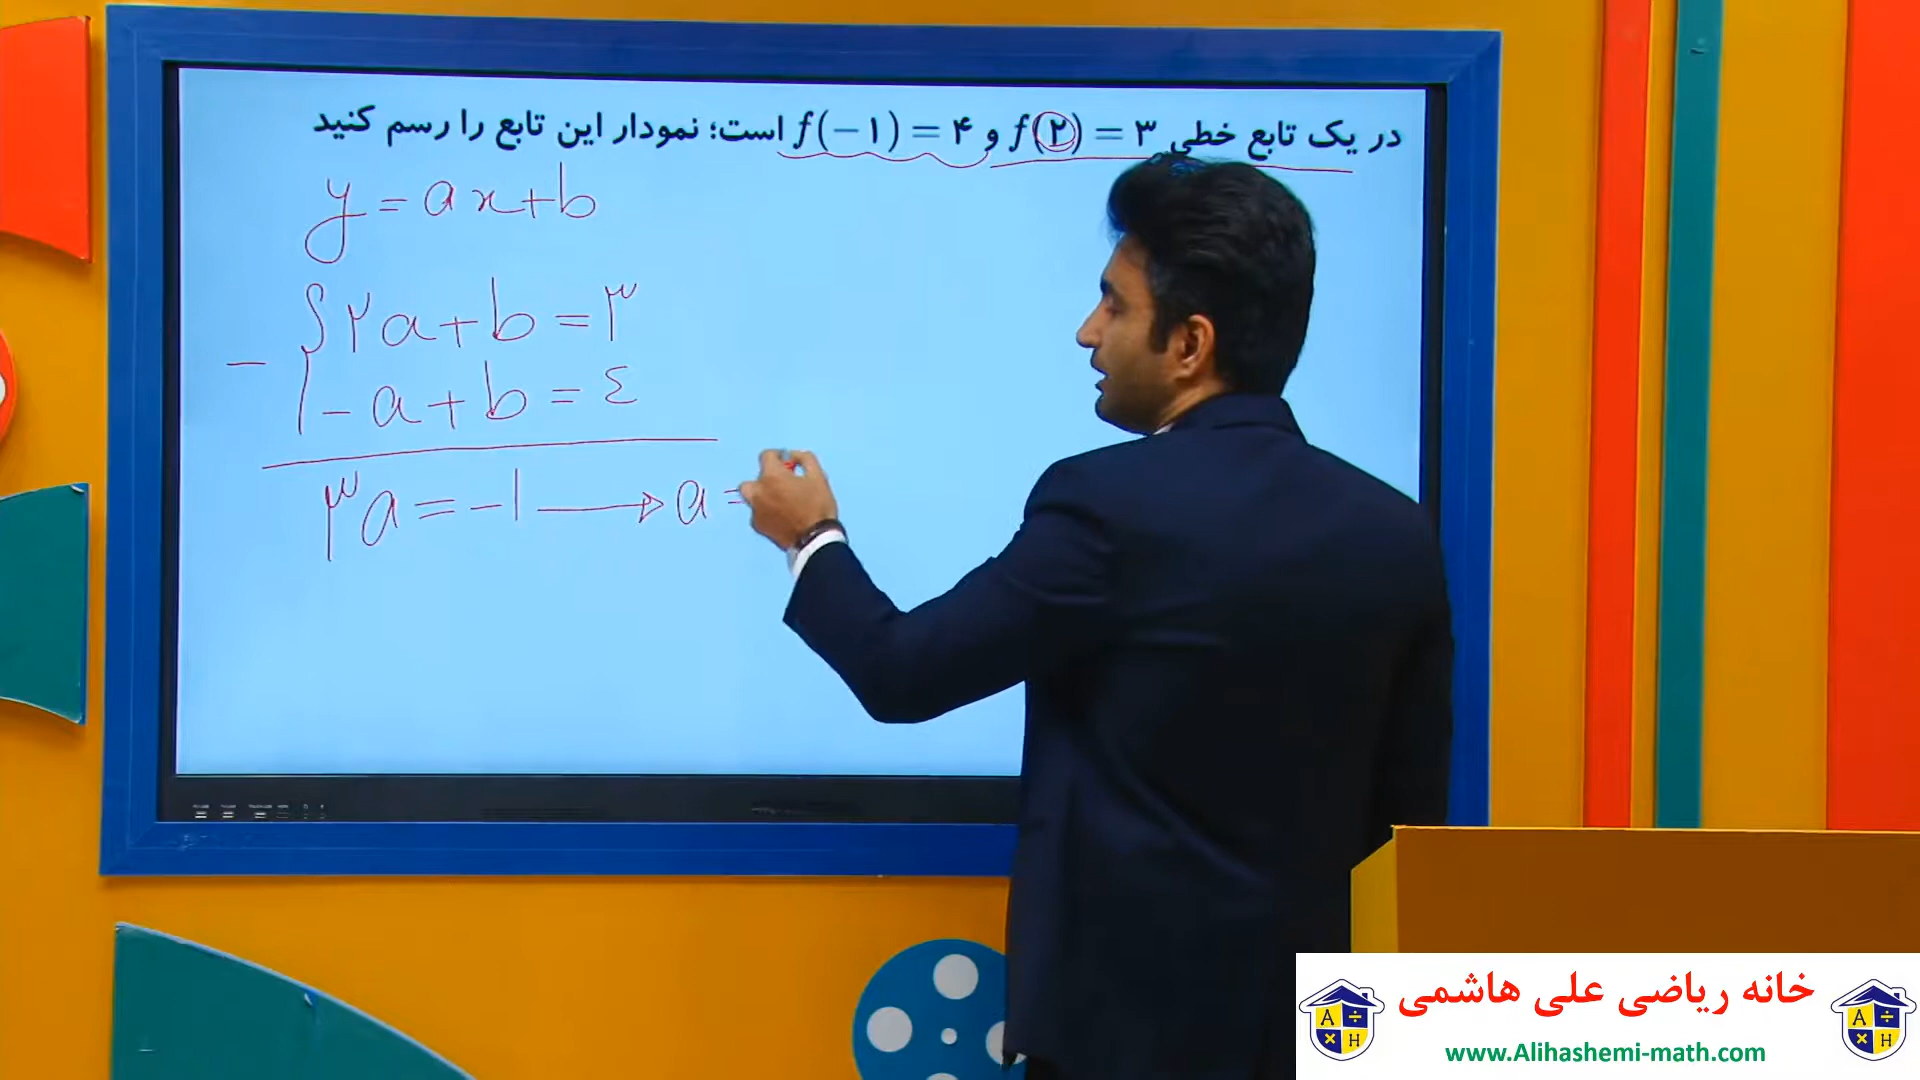 در یک تابع خطی f(۲) = ۳ و f(−۱) = ۴ است؛ نمودار این تابع را رسم کنید
y = ax + b
۲a + b = ۳
− a + b = ٤
−
۳a = −۱ → a =
خانه ریاضی علی هاشمی
A ÷ × H
A ÷ × H
www.Alihashemi-math.com